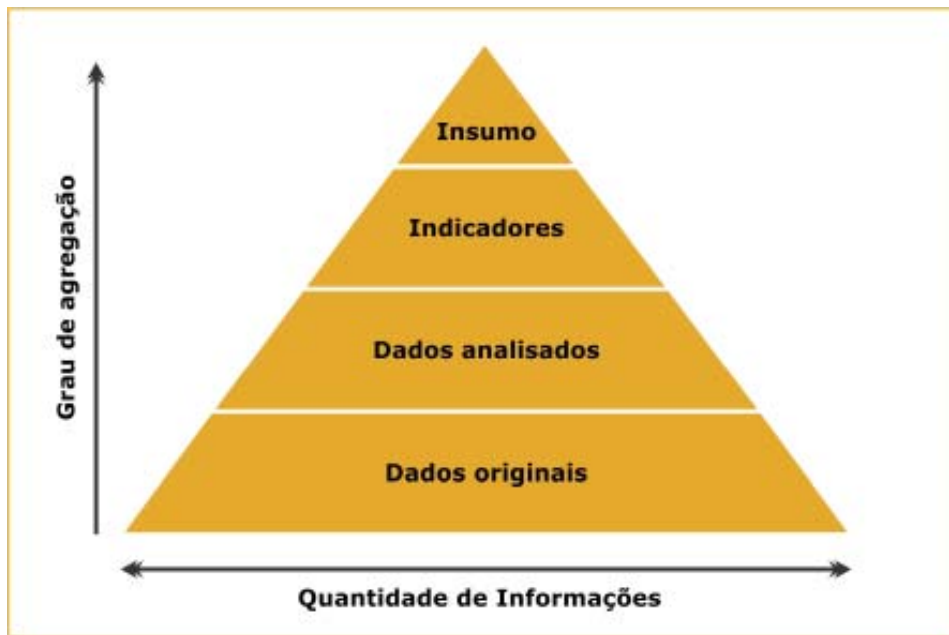 Insumo
Indicadores
Dados analisados
Dados originais
Grau de agregação
Quantidade de Informações